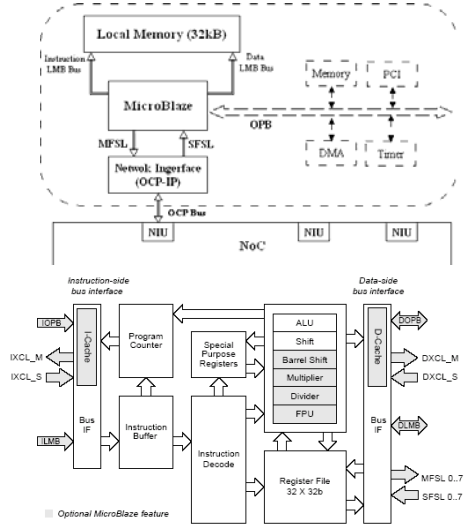 Local Memory (32kB)
Instruction
LMB Bus
Data
LMB Bus
MicroBlaze
Memory
PCI
OPB
MFSL
SFSL
Netwok Ingerface
(OCP-IP)
DMA
Timer
OCP Bus
NIU
NIU
NIU
NoC
Instruction-side
bus interface
Data-side
bus interface
IOPB
I-Cache
IXCL_M
IXCL_S
Bus
IF
ILMB
Program
Counter
Special
Purpose
Registers
ALU
Shift
Barrel Shift
Multiplier
Divider
FPU
Instruction
Buffer
Instruction
Decode
Register File
32 X 32b
D-Cache
Bus
IF
DOPB
DXCL_M
DXCL_S
DLMB
MFSL 0..7
SFSL 0..7
Optional MicroBlaze feature